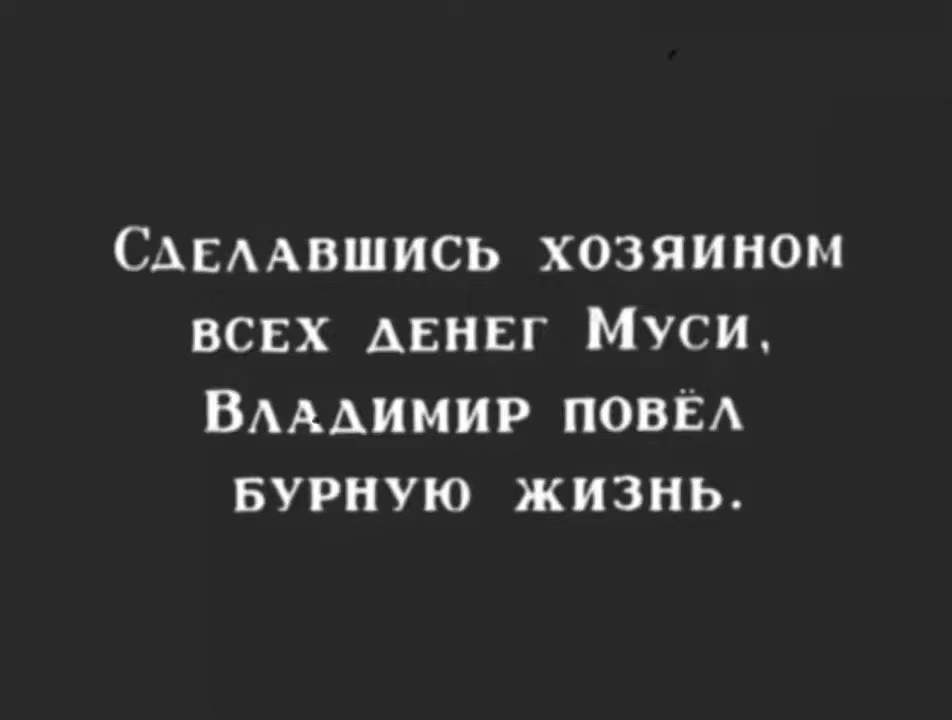 Сделавшись хозяином
всех денег Муси,
Владимир повёл
бурную жизнь.